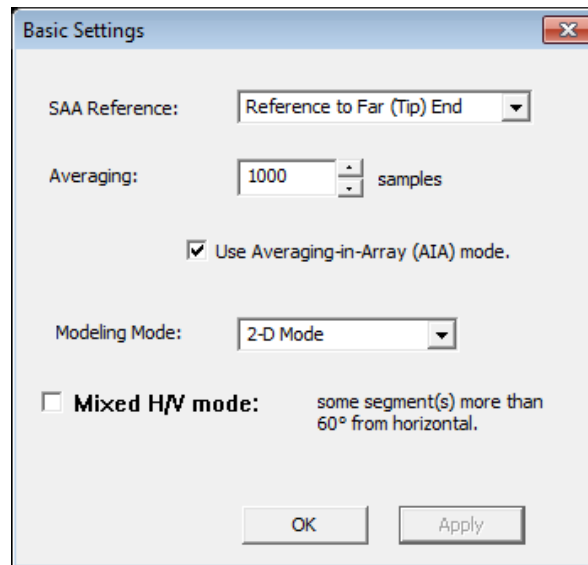 Basic Settings
SAA Reference: Reference to Far (Tip) End
Averaging: 1000 samples
Use Averaging-in-Array (AIA) mode.
Modeling Mode: 2-D Mode
Mixed H/V mode: some segment(s) more than
60° from horizontal.
OK Apply